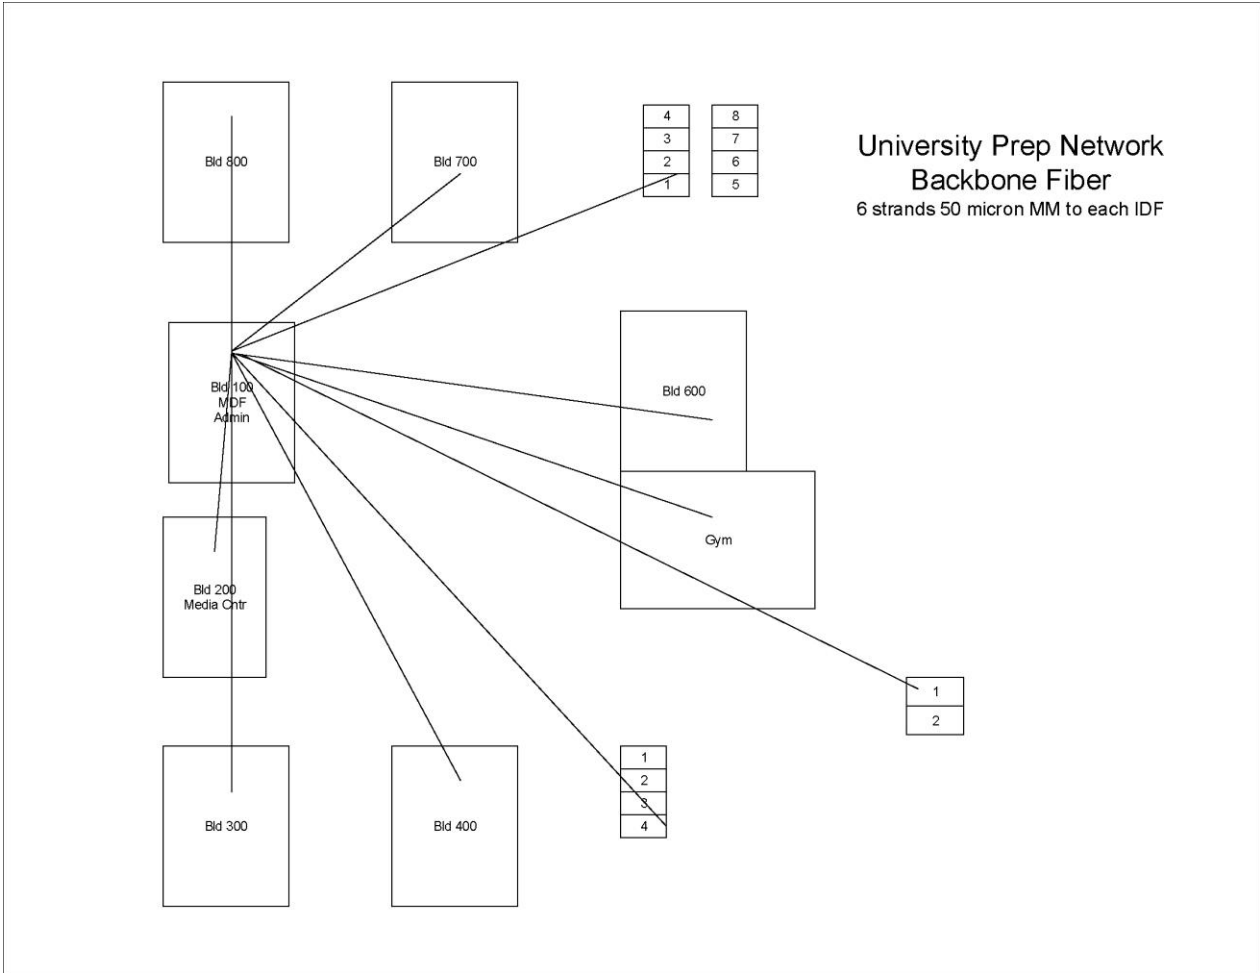 University Prep Network
Backbone Fiber
6 strands 50 micron MM to each IDF
Bld 800
Bld 700
4
3
2
1
8
7
6
5
Bld 100
MDF
Admin
Bld 600
Gym
Bld 200
Media Cntr
1
2
Bld 300
Bld 400
1
2
3
4